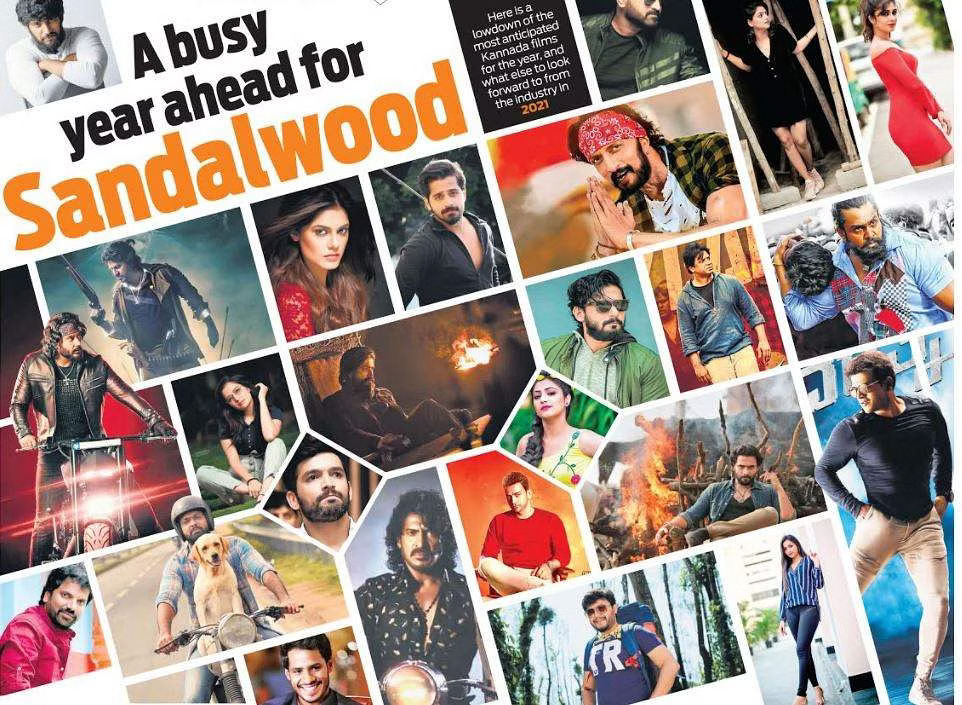 A busy
year ahead for
Sandalwood
Here is a
lowdown of the
most anticipated
Kannada films
for the year, and
what else to look
forward to from
the industry in
2021
TR